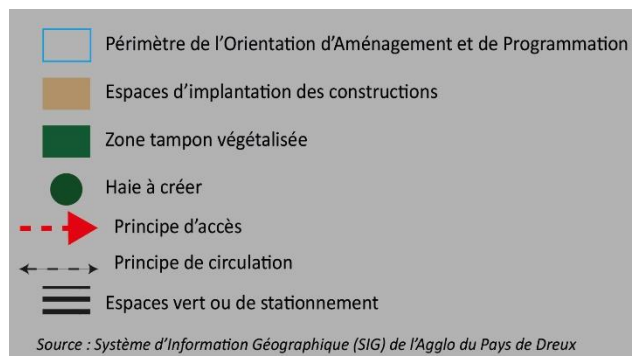 Périmètre de l'Orientation d'Aménagement et de Programmation
Espaces d'implantation des constructions
Zone tampon végétalisée
Haie à créer
Principe d'accès
Principe de circulation
Espaces vert ou de stationnement
Source : Système d'Information Géographique (SIG) de l'Agglo du Pays de Dreux